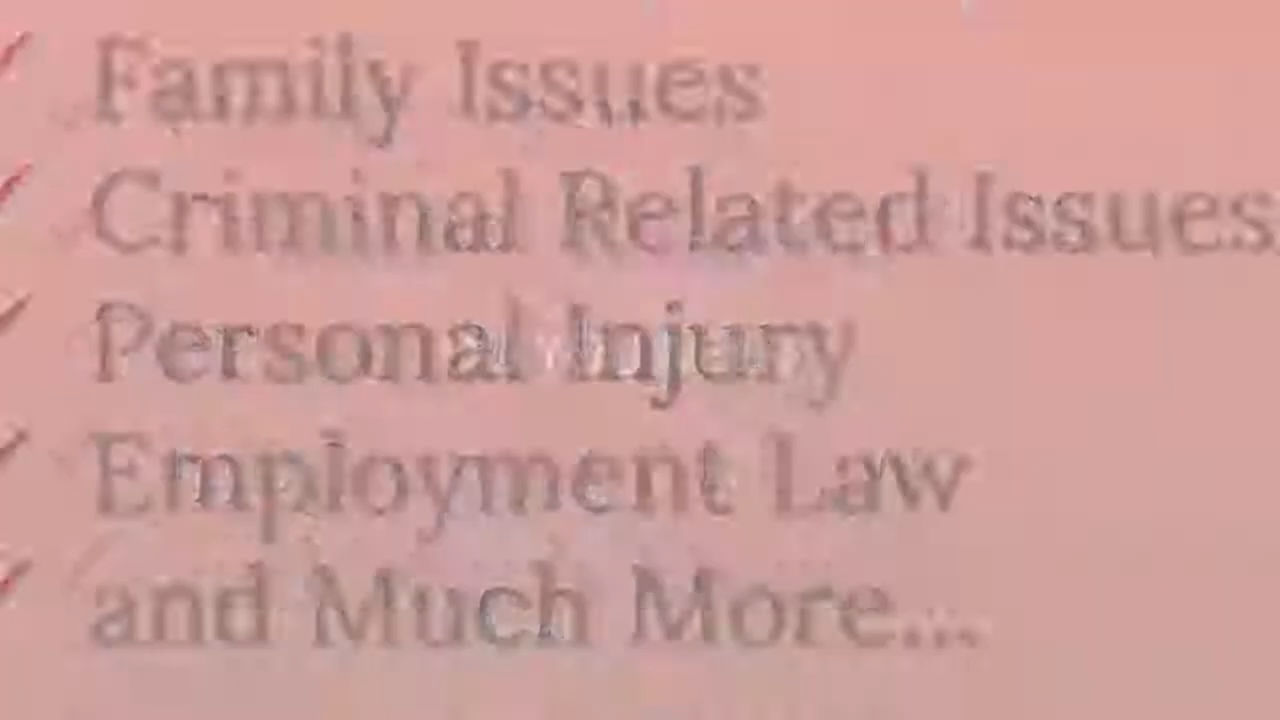 Family Issues
Criminal Related Issues
Personal Injury
Employment Law
and Much More...